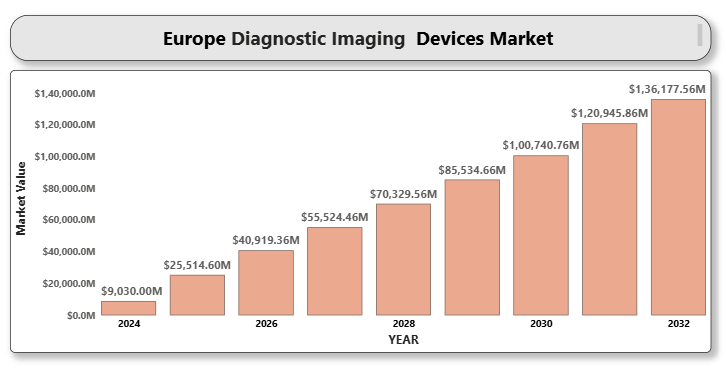 Europe Diagnostic Imaging Devices Market
$1,40,000.0M
$1,20,000.0M
$1,00,000.0M
$80,000.0M
$60,000.0M
$40,000.0M
$20,000.0M
$0.0M
Market Value
$9,030.00M
$25,514.60M
$40,919.36M
$55,524.46M
$70,329.56M
$85,534.66M
$1,00,740.76M
$1,20,945.86M
$1,36,177.56M
2024
2026
2028
2030
2032
YEAR